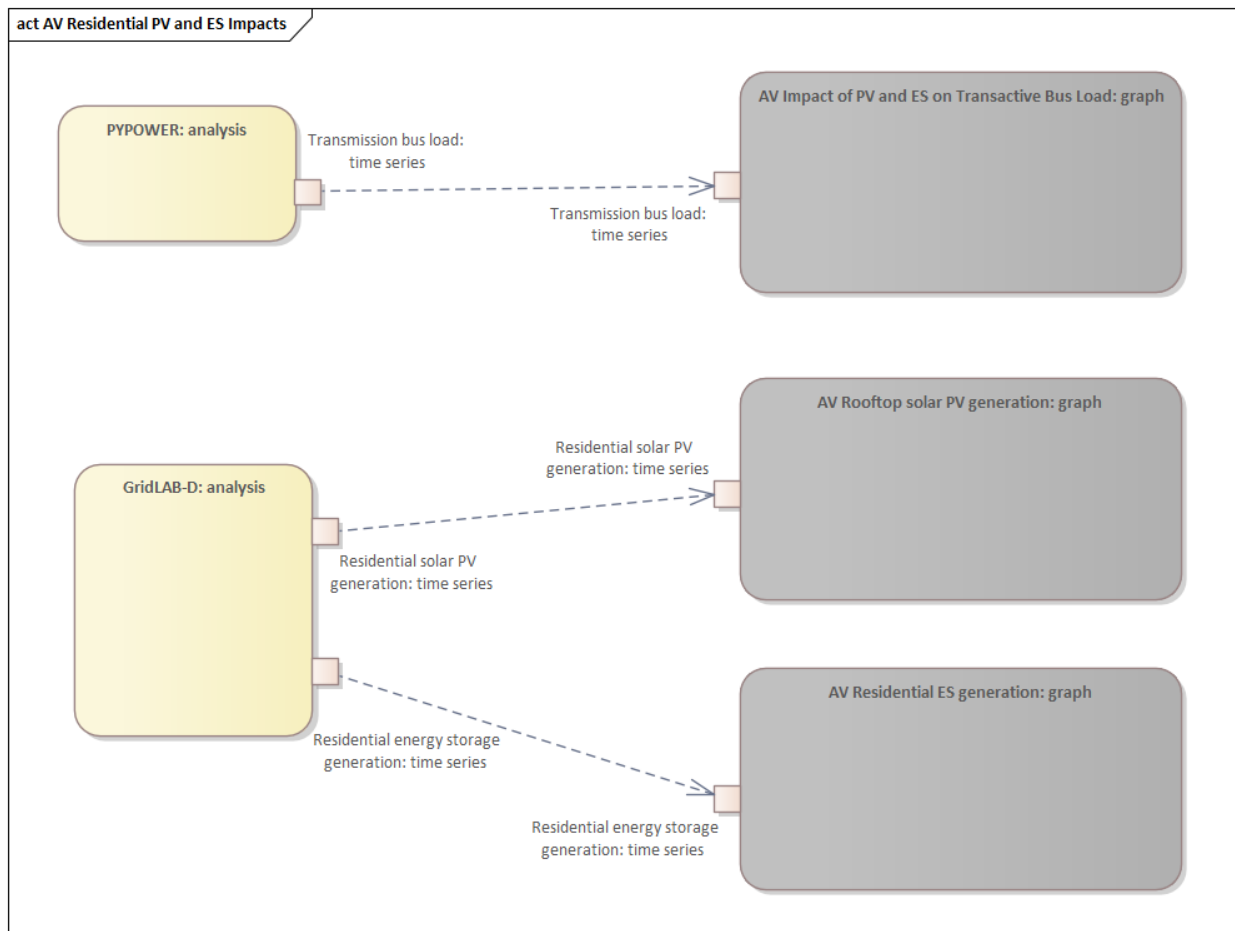 act AV Residential PV and ES Impacts
PYPOWER: analysis
Transmission bus load:
time series
AV Impact of PV and ES on Transactive Bus Load: graph
Transmission bus load:
time series
AV Rooftop solar PV generation: graph
Residential solar PV
generation: time series
GridLAB-D: analysis
Residential solar PV
generation: time series
AV Residential ES generation: graph
Residential energy storage
generation: time series
Residential energy storage
generation: time series